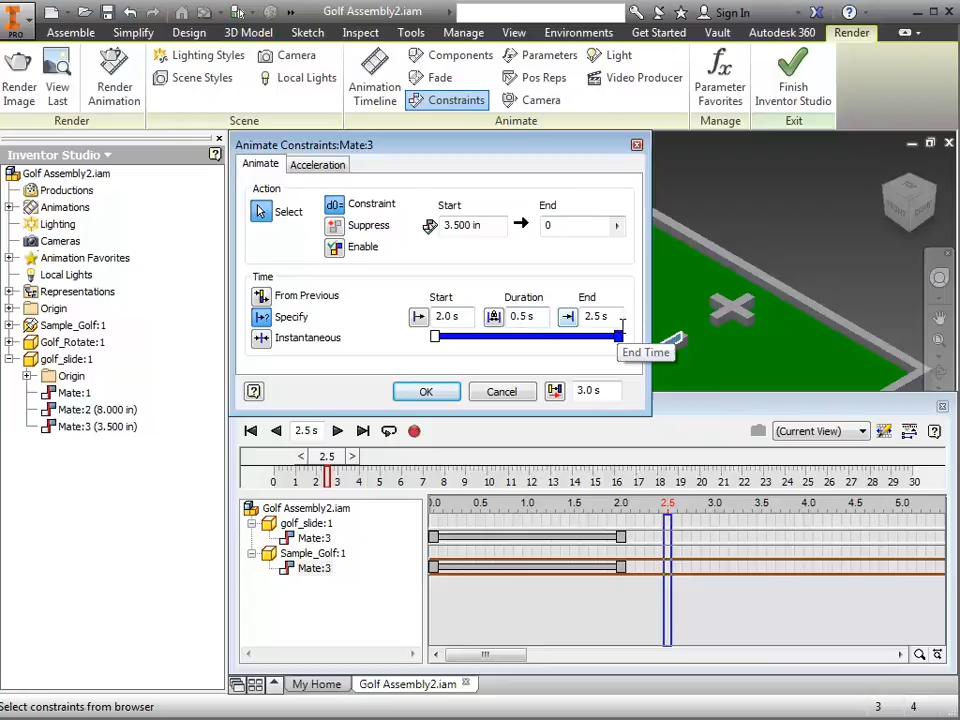 PRO
Golf Assembly2.iam
Sign In
Assemble Simplify Design 3D Model Sketch Inspect Tools Manage View Environments Get Started Vault Autodesk 360 Render
Render Image
View Last
Render Animation
Lighting Styles
Scene Styles
Camera
Local Lights
Animation Timeline
Components
Fade
Constraints
Parameters
Pos Reps
Camera
Light
Video Producer
fx
Parameter Favorites
Finish Inventor Studio
Render Scene Animate Manage Exit
Inventor Studio
Golf Assembly2.iam
Productions
Animations
Lighting
Cameras
Animation Favorites
Local Lights
Representations
Origin
Sample_Golf:1
Golf_Rotate:1
golf_slide:1
Origin
Mate:1
Mate:2 (8.000 in)
Mate:3 (3.500 in)
Animate Constraints:Mate:3
Animate Acceleration
Action
Select
Constraint
Suppress
Enable
Start End
3.500 in 0
Time
From Previous
Specify
Instantaneous
Start Duration End
2.0 s 0.5 s 2.5 s
End Time
OK Cancel 3.0 s
FRONT
2.5 s
(Current View)
< 2.5 >
0 1 2 3 4 5 6 7 8 9 10 11 12 13 14 15 16 17 18 19 20 21 22 23 24 25 26 27 28 29 30
Golf Assembly2.iam
golf_slide:1
Mate:3
Sample_Golf:1
Mate:3
0.0 0.5 1.0 1.5 2.0 2.5 3.0 3.5 4.0 4.5 5.0
My Home Golf Assembly2.iam
Select constraints from browser 3 4